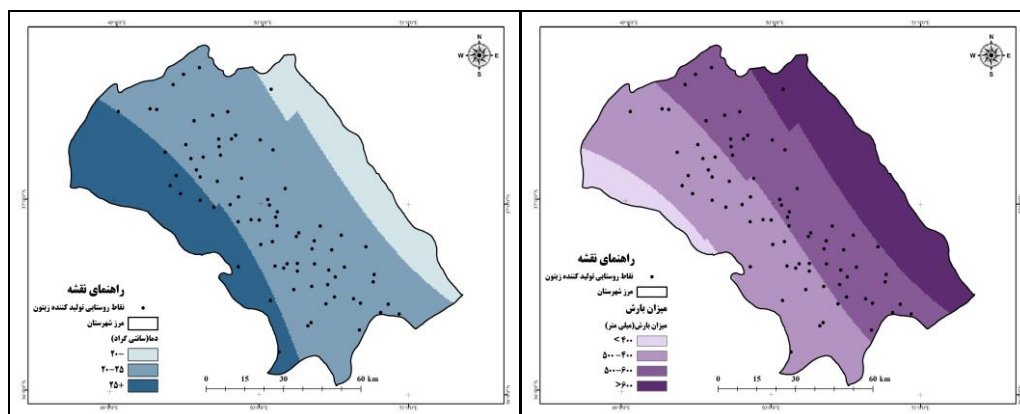 N
W E
S
راهنمای نقشه
نقاط روستایی تولید کننده زیتون
مرز شهرستان
دما(سانتی گراد)
۲۰-
۲۰-۲۵
۲۵+
0 15 30 60 km
N
W E
S
راهنمای نقشه
نقاط روستایی تولید کننده زیتون
مرز شهرستان
میزان بارش
میزان بارش(میلی متر)
<۴۰۰
۵۰۰-۴۰۰
۵۰۰-۶۰۰
>۶۰۰
0 15 30 60 km